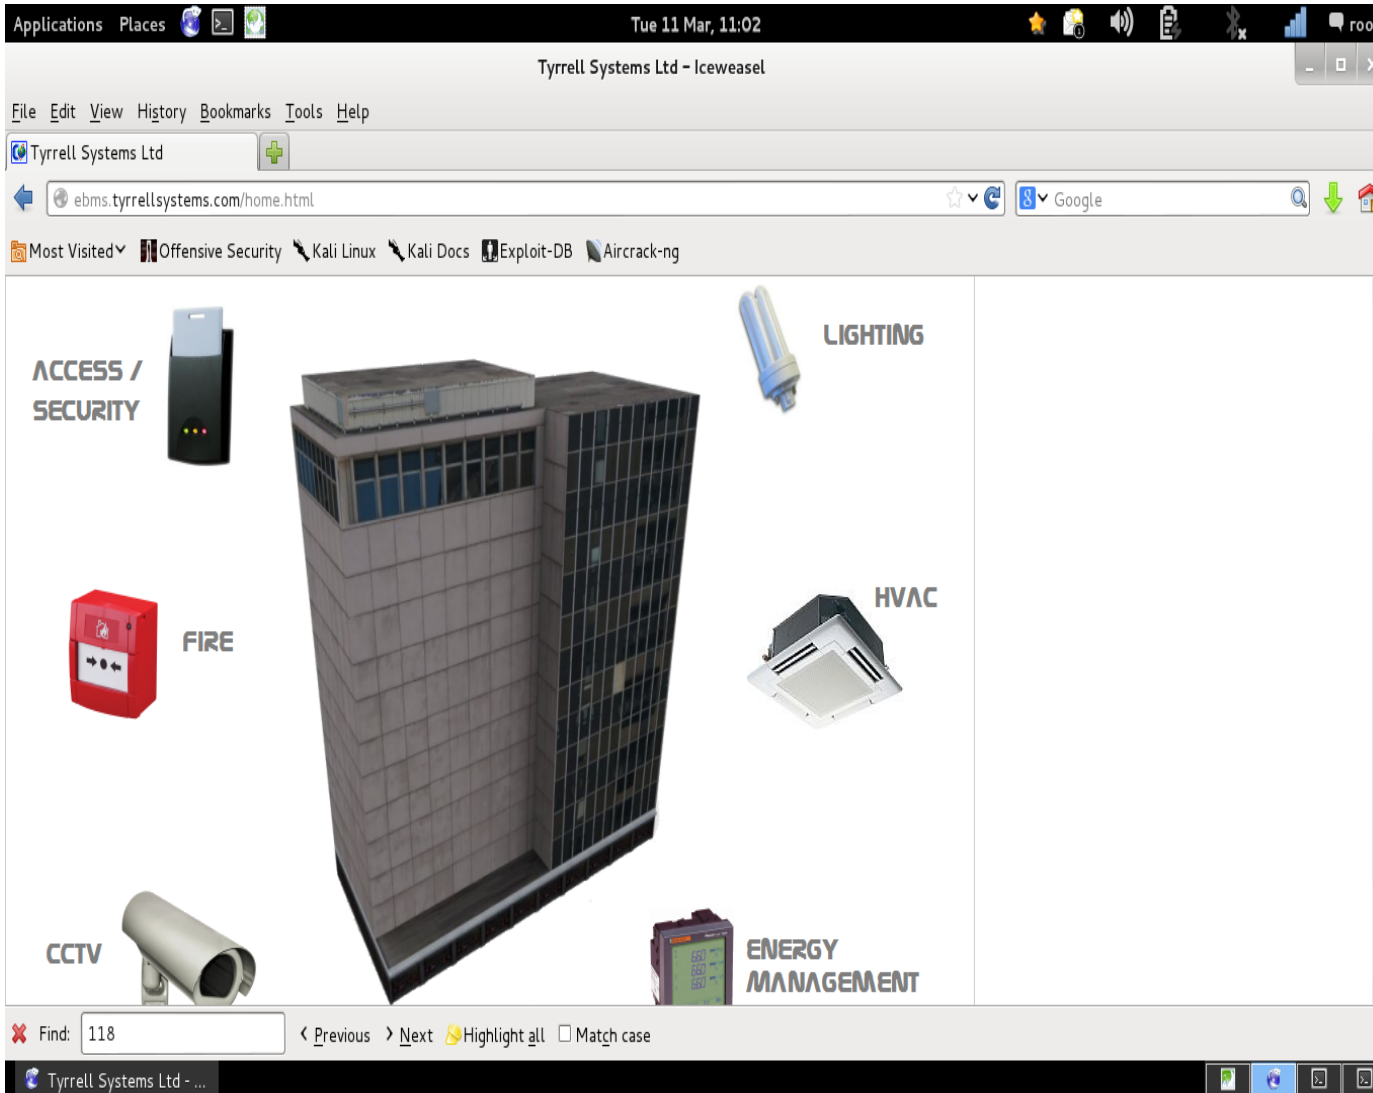 Applications Places
Tue 11 Mar, 11:02
1
roo
Tyrrell Systems Ltd - Iceweasel
File Edit View History Bookmarks Tools Help
Tyrrell Systems Ltd
ebms.tyrrellsystems.com/home.html
8 Google
Most Visited Offensive Security Kali Linux Kali Docs Exploit-DB Aircrack-ng
ACCESS /
SECURITY
LIGHTING
FIRE
HVAC
CCTV
ENERGY
MANAGEMENT
Find: 118 Previous Next Highlight all Match case
Tyrrell Systems Ltd - ...